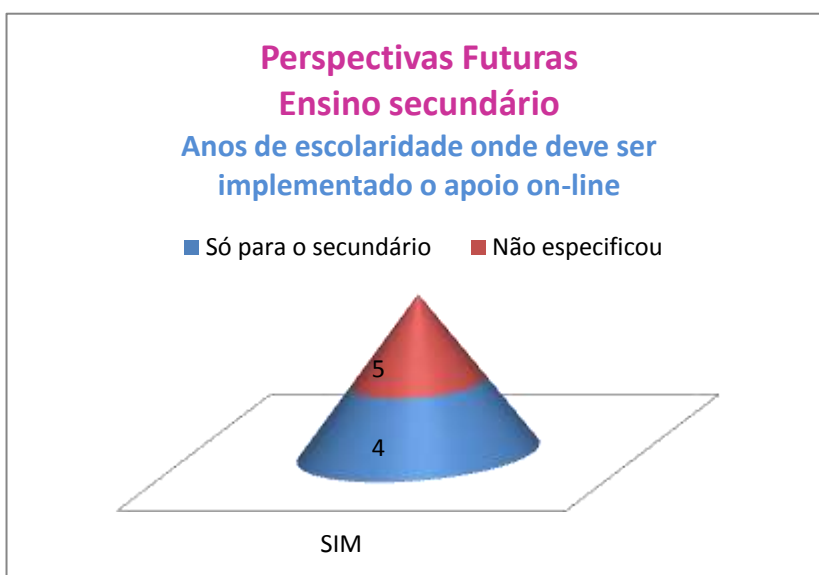 Perspectivas Futuras
Ensino secundário
Anos de escolaridade onde deve ser
implementado o apoio on-line
Só para o secundário Não especificou
5
4
SIM